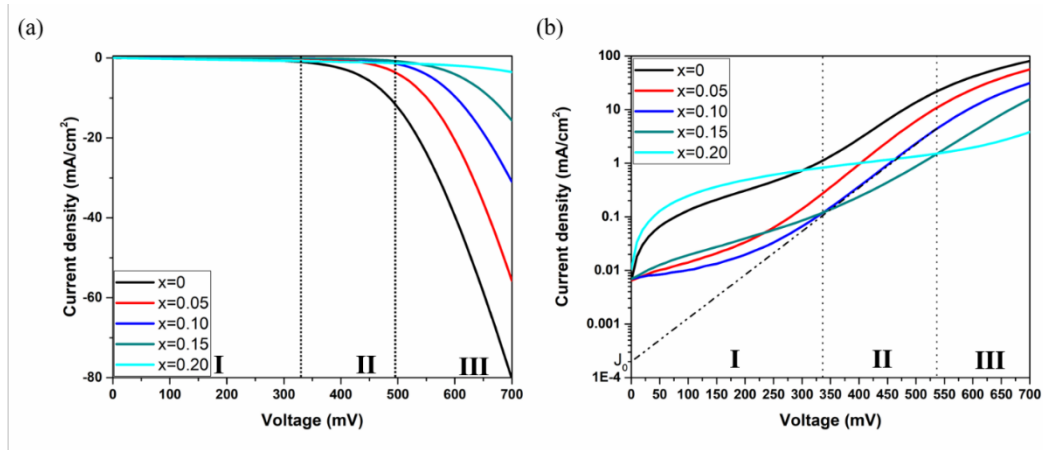 (a)
0
-20
-40
-60
-80
Current density (mA/cm²)
x=0
x=0.05
x=0.10
x=0.15
x=0.20
I
II
III
0 100 200 300 400 500 600 700
Voltage (mV)
(b)
100
10
1
0.1
0.01
0.001
J₀
1E-4
Current density (mA/cm²)
x=0
x=0.05
x=0.10
x=0.15
x=0.20
I
II
III
0 50 100 150 200 250 300 350 400 450 500 550 600 650 700
Voltage (mV)